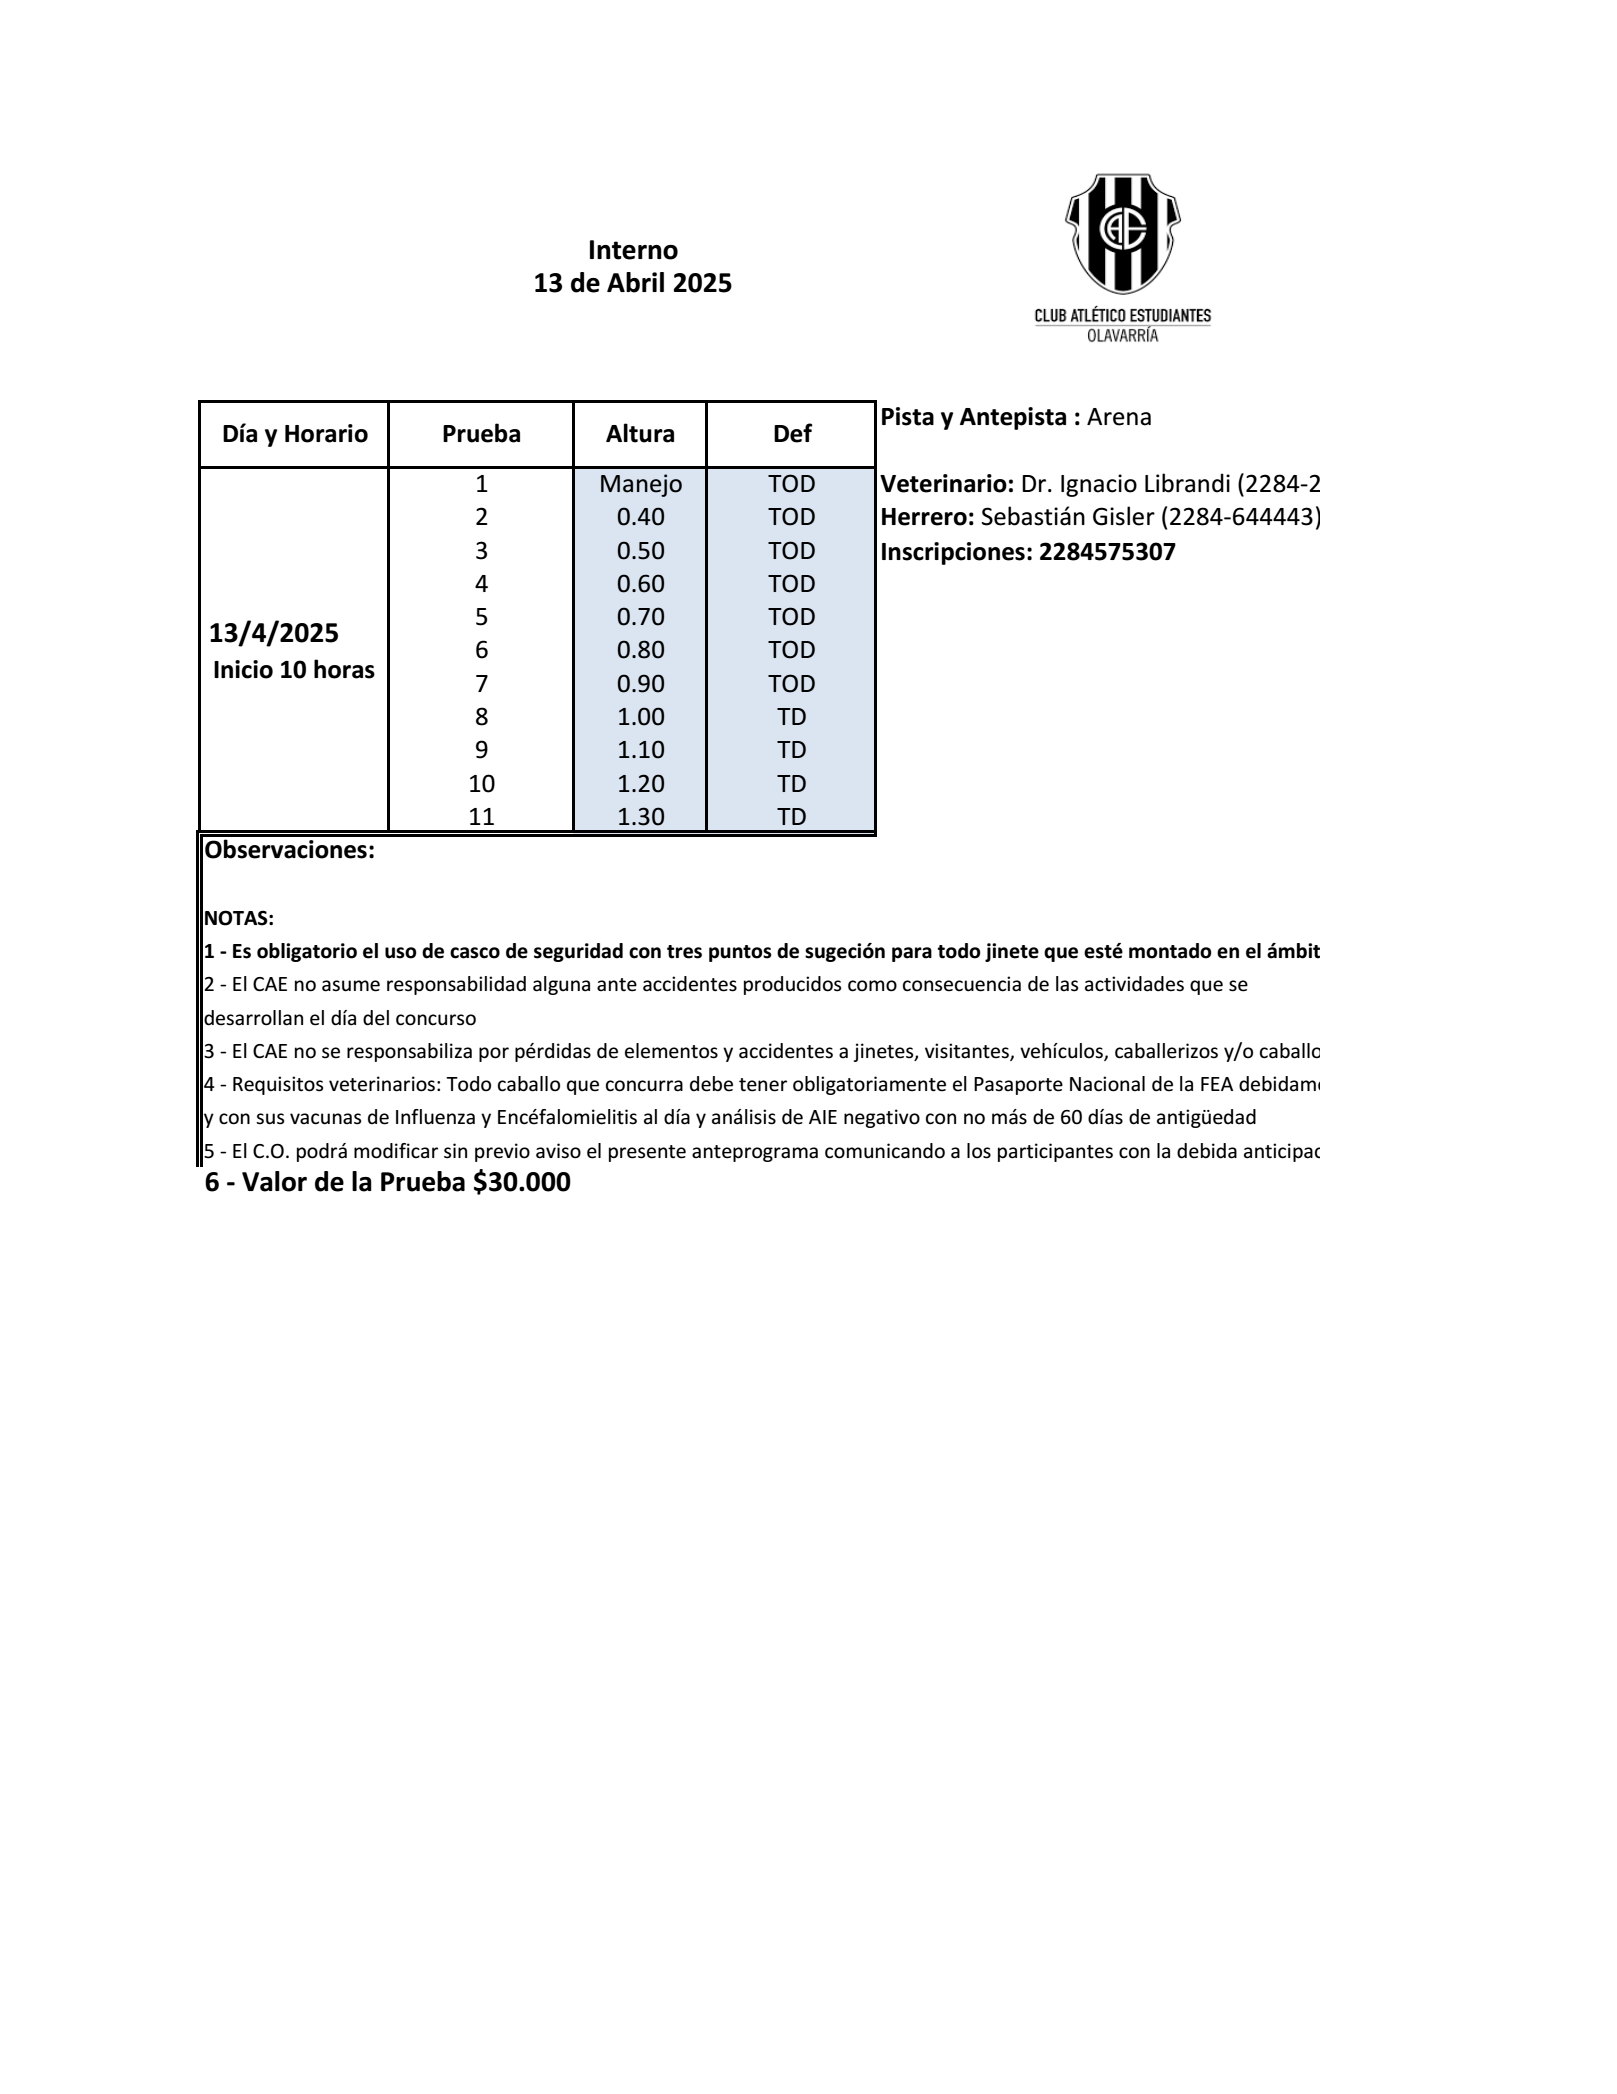 Interno
13 de Abril 2025
CAE
CLUB ATLÉTICO ESTUDIANTES
OLAVARRÍA
Día y Horario Prueba Altura Def
Pista y Antepista : Arena
13/4/2025
Inicio 10 horas
1 Manejo TOD
2 0.40 TOD
3 0.50 TOD
4 0.60 TOD
5 0.70 TOD
6 0.80 TOD
7 0.90 TOD
8 1.00 TD
9 1.10 TD
10 1.20 TD
11 1.30 TD
Veterinario: Dr. Ignacio Librandi (2284-2
Herrero: Sebastián Gisler (2284-644443)
Inscripciones: 2284575307
Observaciones:
NOTAS:
1 - Es obligatorio el uso de casco de seguridad con tres puntos de sugeción para todo jinete que esté montado en el ámbit
2 - El CAE no asume responsabilidad alguna ante accidentes producidos como consecuencia de las actividades que se
desarrollan el día del concurso
3 - El CAE no se responsabiliza por pérdidas de elementos y accidentes a jinetes, visitantes, vehículos, caballerizos y/o caballo
4 - Requisitos veterinarios: Todo caballo que concurra debe tener obligatoriamente el Pasaporte Nacional de la FEA debidam
y con sus vacunas de Influenza y Encéfalomielitis al día y análisis de AIE negativo con no más de 60 días de antigüedad
5 - El C.O. podrá modificar sin previo aviso el presente anteprograma comunicando a los participantes con la debida anticipac
6 - Valor de la Prueba $30.000